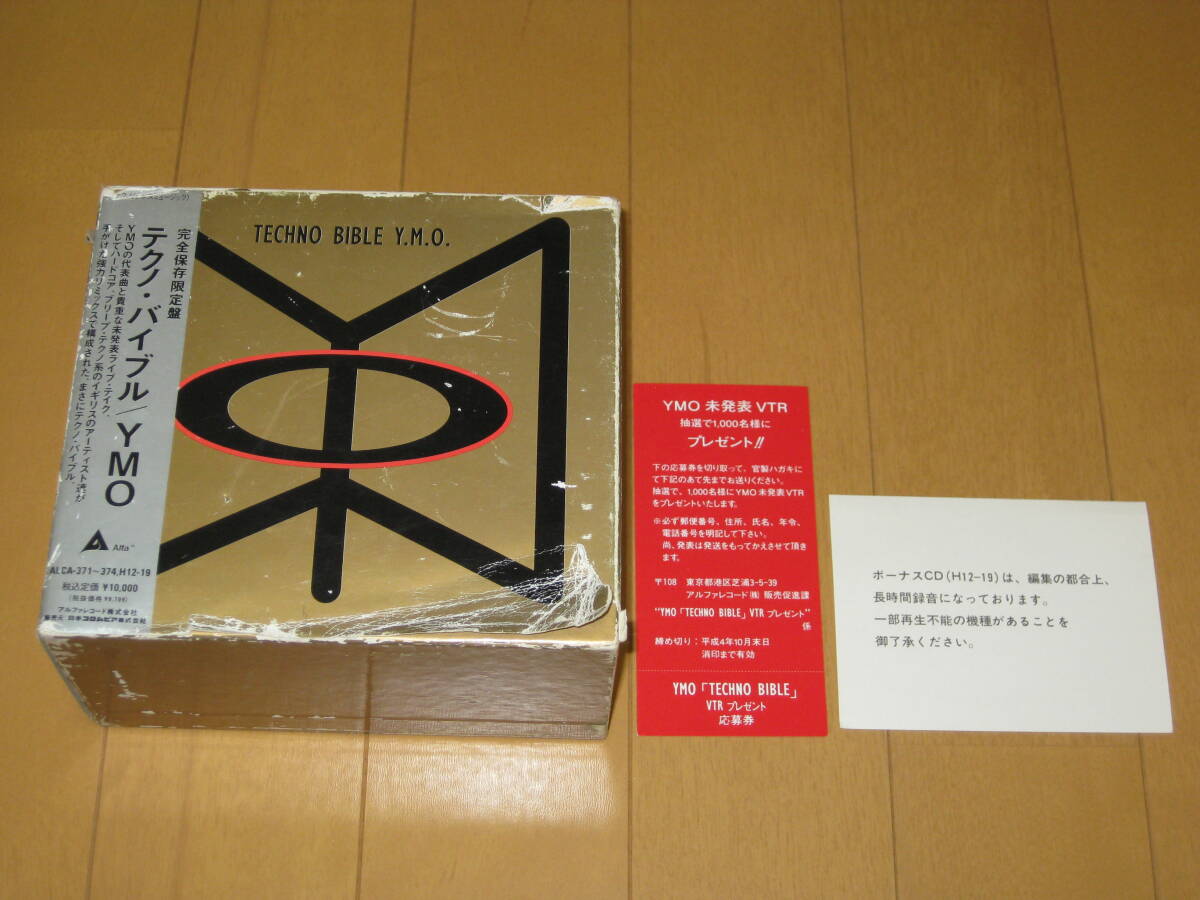 TECHNO BIBLE Y.M.O.
完全保存限定盤
テクノ・バイブル/YMO
YMOの代表曲と貴重な未発表ライブ・テイク、
そしてハードコア、ブリープ・テクノ系のイギリスのアーティスト達が
手がけた強力リミックスで構成された、まさにテクノ・バイブル。
Alfa™
ALCA-371〜374,H12-19
税込定価 ¥10,000
アルファレコード株式会社
日本コロムビア株式会社
YMO 未発表 VTR
抽選で1,000名様に
プレゼント!!
下の応募券を切り取って、官製ハガキに
て下記のあて先までお送りください。
抽選で、1,000名様にYMO 未発表 VTR
をプレゼントいたします。
※必ず郵便番号、住所、氏名、年令、
電話番号を明記して下さい。
尚、発表は発送をもってかえさせて頂き
ます。
〒108 東京都港区芝浦3-5-39
アルファレコード㈱ 販売促進課
"YMO「TECHNO BIBLE」VTR プレゼント"
係
締め切り:平成4年10月末日
消印まで有効
YMO「TECHNO BIBLE」
VTR プレゼント
応募券
ボーナスCD(H12-19)は、編集の都合上、
長時間録音になっております。
一部再生不能の機種があることを
御了承ください。